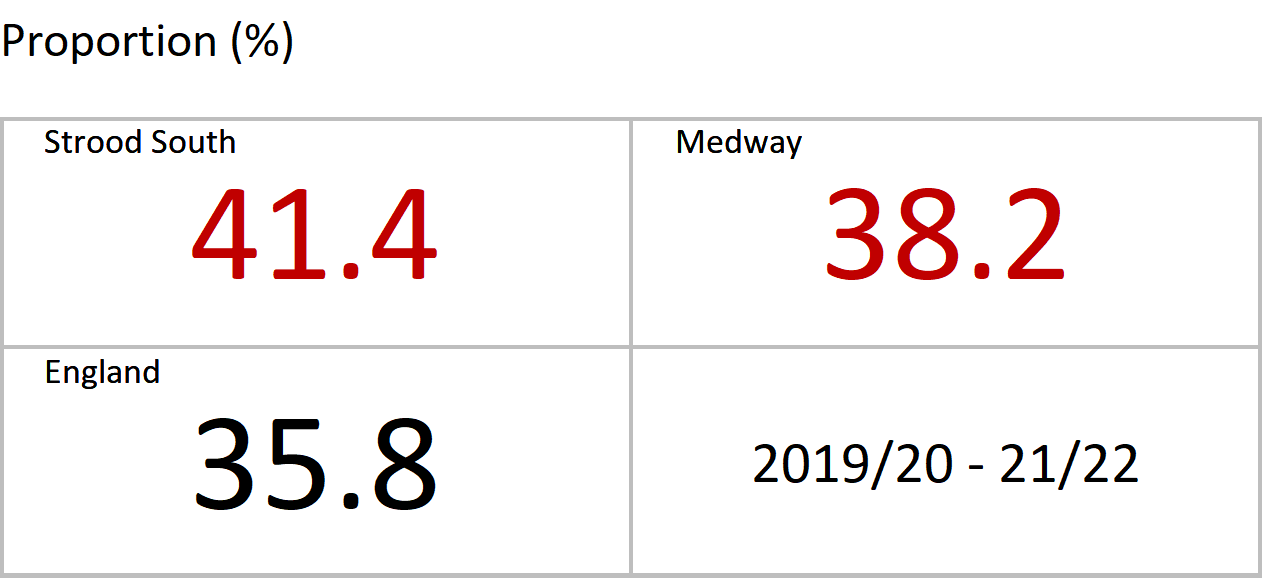 Proportion (%)
Strood South
41.4
Medway
38.2
England
35.8
2019/20 - 21/22